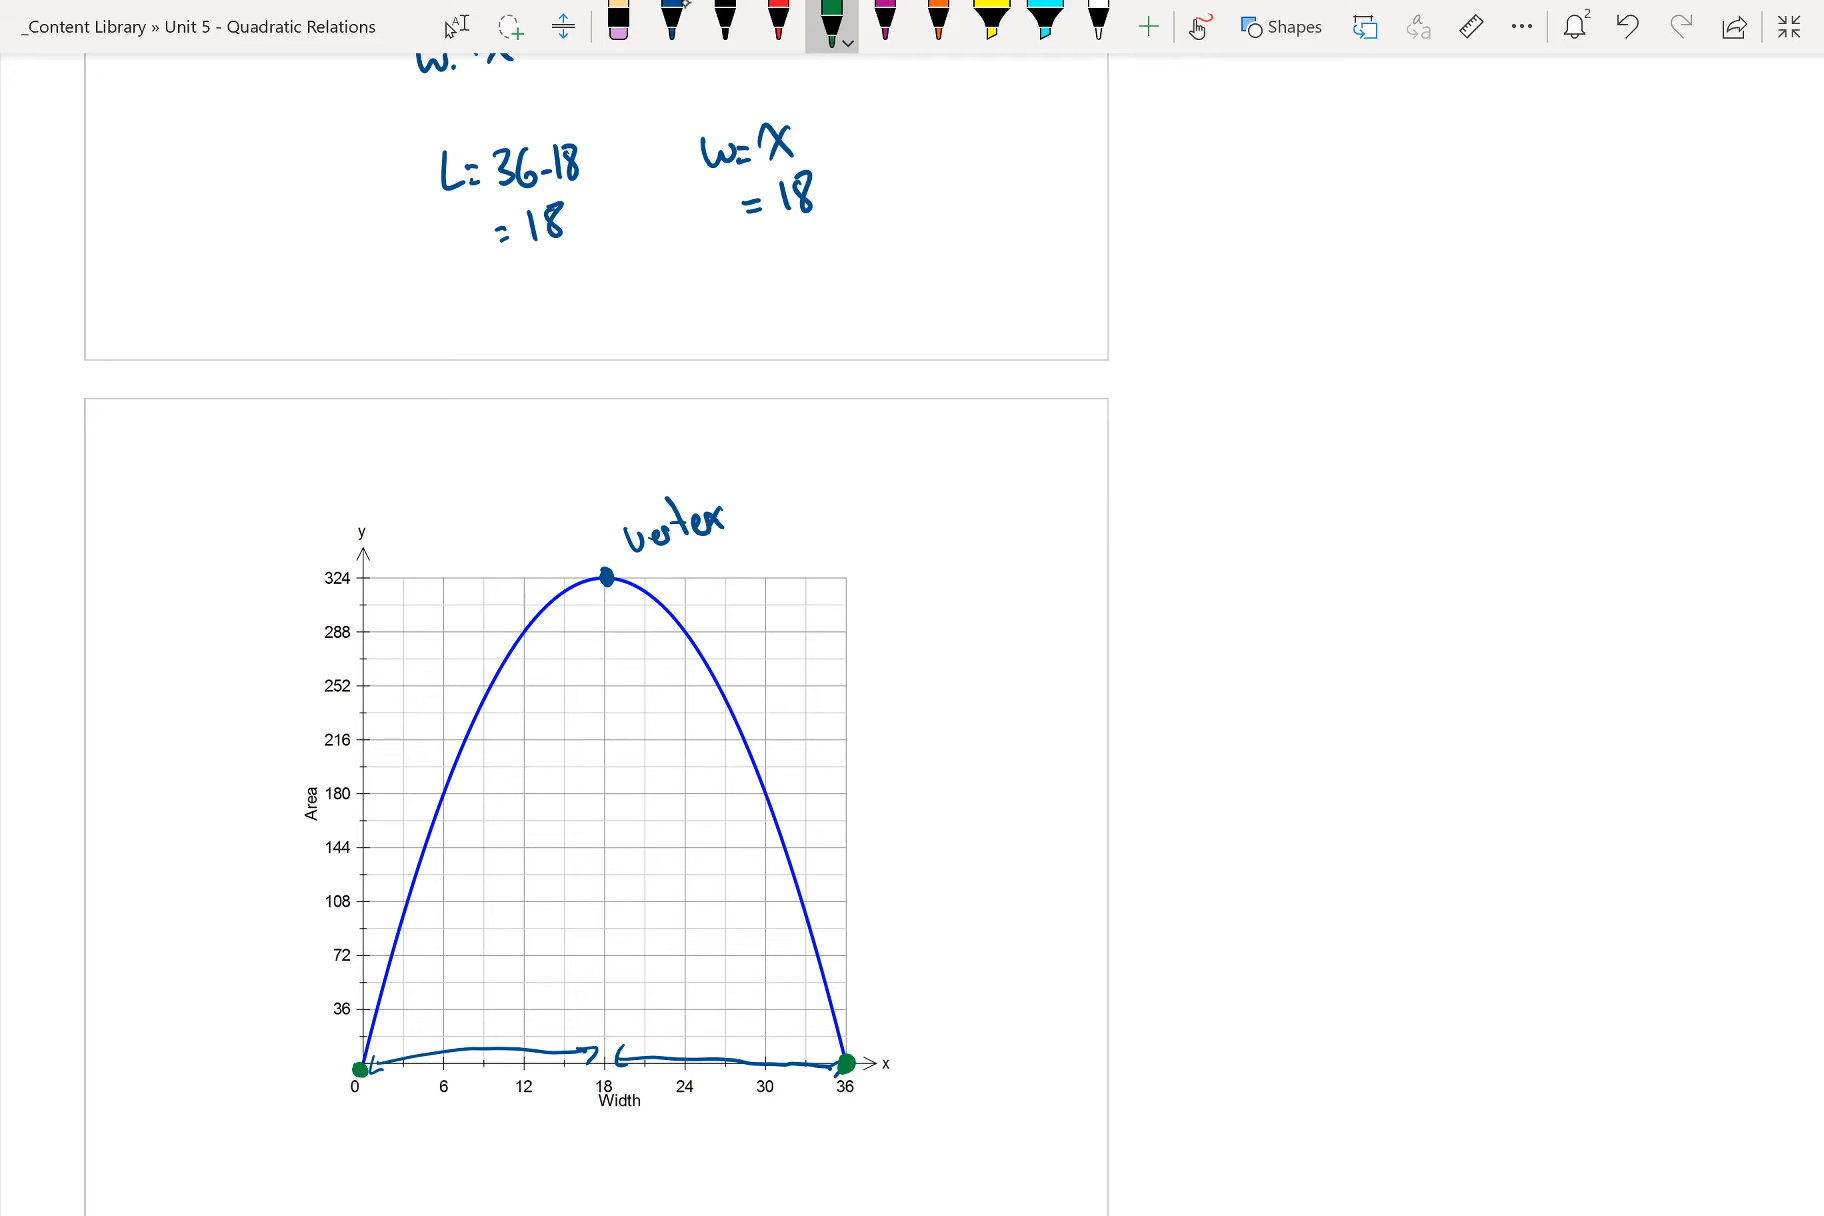 _Content Library » Unit 5 - Quadratic Relations
Shapes
2
L= 36-18
= 18
w= x
= 18
vertex
y
324
288
252
216
180
144
108
72
36
Area
0 6 12 18 24 30 36
x
Width